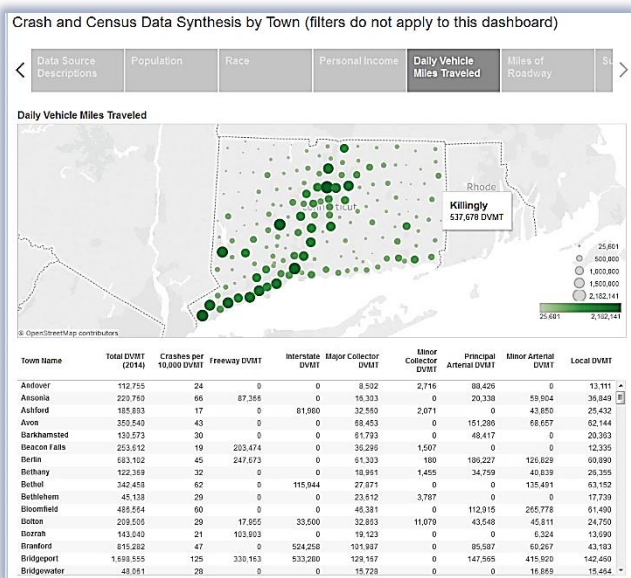 Crash and Census Data Synthesis by Town (filters do not apply to this dashboard)
Data Source Descriptions
Population
Race
Personal Income
Daily Vehicle Miles Traveled
Miles of Roadway
Su
Daily Vehicle Miles Traveled
Rhode
Killingly
537,678 DVMT
25,601
500,000
1,000,000
1,500,000
2,182,141
25,601 2,182,141
© OpenStreetMap contributors
Town Name Total DVMT (2014) Crashes per 10,000 DVMT Freeway DVMT Interstate DVMT Major Collector DVMT Minor Collector DVMT Principal Arterial DVMT Minor Arterial DVMT Local DVMT
Andover 112,755 24 0 0 8,502 2,716 88,426 0 13,111
Ansonia 220,760 66 87,366 0 16,303 0 20,338 59,904 36,849
Ashford 185,893 17 0 81,980 32,560 2,071 0 43,850 25,432
Avon 350,540 43 0 0 68,453 0 151,286 68,657 62,144
Barkhamsted 130,573 30 0 0 61,793 0 48,417 0 20,363
Beacon Falls 253,612 19 203,474 0 36,296 1,507 0 0 12,335
Berlin 683,102 45 247,673 0 61,303 180 186,227 126,829 60,890
Bethany 122,369 32 0 0 18,961 1,455 34,759 40,839 26,355
Bethel 342,458 62 0 115,944 27,871 0 0 135,491 63,152
Bethlehem 45,138 29 0 0 23,612 3,787 0 0 17,739
Bloomfield 486,564 60 0 0 46,381 0 112,915 265,778 61,490
Bolton 209,506 29 17,955 33,500 32,863 11,079 43,548 45,811 24,750
Bozrah 143,040 21 103,903 0 19,123 0 0 6,324 13,690
Branford 815,282 47 0 524,258 101,987 0 85,587 60,267 43,183
Bridgeport 1,698,555 125 330,163 533,280 129,167 0 147,565 415,920 142,460
Bridgewater 48,061 28 0 0 15,728 0 0 16,869 15,464